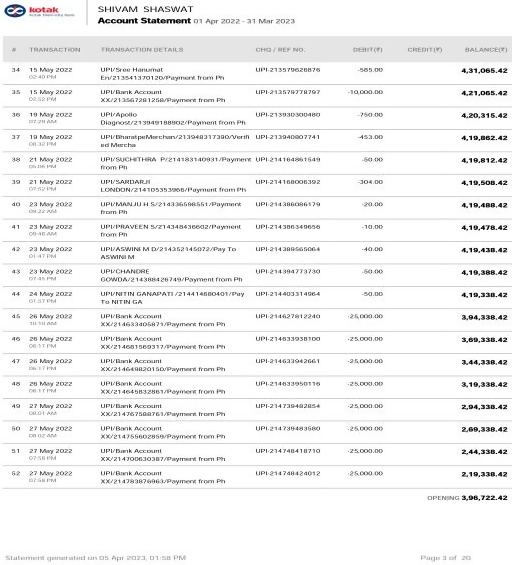 kotak
Kotak Mahindra Bank
SHIVAM SHASWAT
Account Statement 01 Apr 2022 - 31 Mar 2023
# TRANSACTION TRANSACTION DETAILS CHQ / REF NO. DEBIT(₹) CREDIT(₹) BALANCE(₹)
34 15 May 2022 UPI/Sree Hanumat UPI-213579626876 -585.00 4,31,065.42
02:40 PM En/213541370120/Payment from Ph
35 15 May 2022 UPI/Bank Account UPI-213579778797 -10,000.00 4,21,065.42
02:52 PM XX/213567281258/Payment from Ph
36 19 May 2022 UPI/Apollo UPI-213930300480 -750.00 4,20,315.42
07:29 AM Diagnost/213949188902/Payment from Ph
37 19 May 2022 UPI/BharatpeMerchan/213948317390/Verifi UPI-213940807741 -453.00 4,19,862.42
08:32 PM ed Mercha
38 21 May 2022 UPI/SUCHITHRA P/214183140931/Payment UPI-214164861549 -50.00 4,19,812.42
05:06 PM from Ph
39 21 May 2022 UPI/SARDARJI UPI-214168006392 -304.00 4,19,508.42
07:52 PM LONDON/214105353966/Payment from Ph
40 23 May 2022 UPI/MANJU H S/214336598551/Payment UPI-214386086179 -20.00 4,19,488.42
09:22 AM from Ph
41 23 May 2022 UPI/PRAVEEN S/214348436602/Payment UPI-214386349656 -10.00 4,19,478.42
09:48 AM from Ph
42 23 May 2022 UPI/ASWINI M D/214352145072/Pay To UPI-214389565064 -40.00 4,19,438.42
01:47 PM ASWINI M
43 23 May 2022 UPI/CHANDRE UPI-214394773730 -50.00 4,19,388.42
07:45 PM GOWDA/214388426749/Payment from Ph
44 24 May 2022 UPI/NITIN GANAPATI /214414680401/Pay UPI-214403314964 -50.00 4,19,338.42
01:57 PM To NITIN GA
45 26 May 2022 UPI/Bank Account UPI-214627812240 -25,000.00 3,94,338.42
10:10 AM XX/214633405871/Payment from Ph
46 26 May 2022 UPI/Bank Account UPI-214633938100 -25,000.00 3,69,338.42
06:17 PM XX/214681569317/Payment from Ph
47 26 May 2022 UPI/Bank Account UPI-214633942661 -25,000.00 3,44,338.42
06:17 PM XX/214649820150/Payment from Ph
48 26 May 2022 UPI/Bank Account UPI-214633950116 -25,000.00 3,19,338.42
06:17 PM XX/214645832861/Payment from Ph
49 27 May 2022 UPI/Bank Account UPI-214739482854 -25,000.00 2,94,338.42
08:01 AM XX/214767588761/Payment from Ph
50 27 May 2022 UPI/Bank Account UPI-214739483580 -25,000.00 2,69,338.42
08:02 AM XX/214755602859/Payment from Ph
51 27 May 2022 UPI/Bank Account UPI-214748418710 -25,000.00 2,44,338.42
07:58 PM XX/214700630387/Payment from Ph
52 27 May 2022 UPI/Bank Account UPI-214748424012 -25,000.00 2,19,338.42
07:58 PM XX/214783876963/Payment from Ph
OPENING 3,98,722.42
Statement generated on 05 Apr 2023, 01:58 PM Page 3 of 20